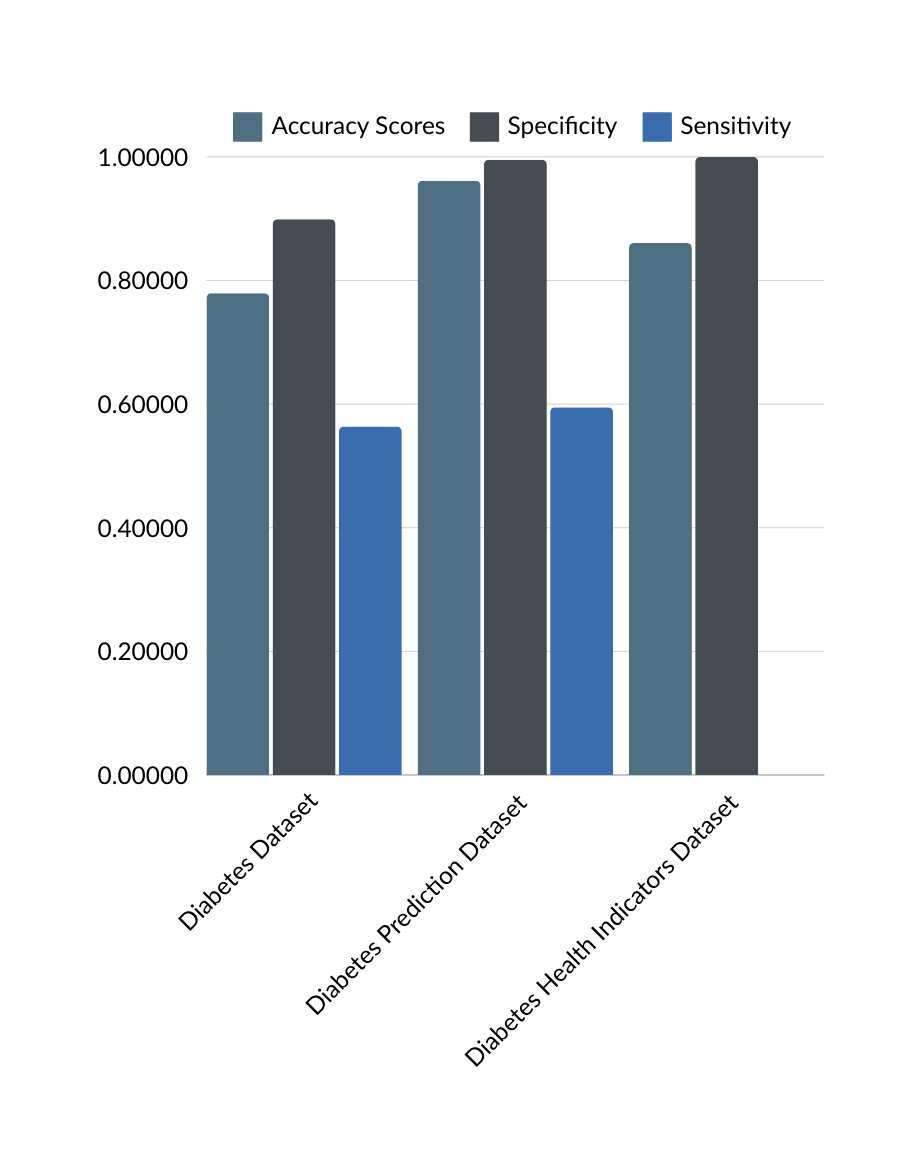 Accuracy Scores Specificity Sensitivity
1.00000
0.80000
0.60000
0.40000
0.20000
0.00000
Diabetes Dataset
Diabetes Prediction Dataset
Diabetes Health Indicators Dataset